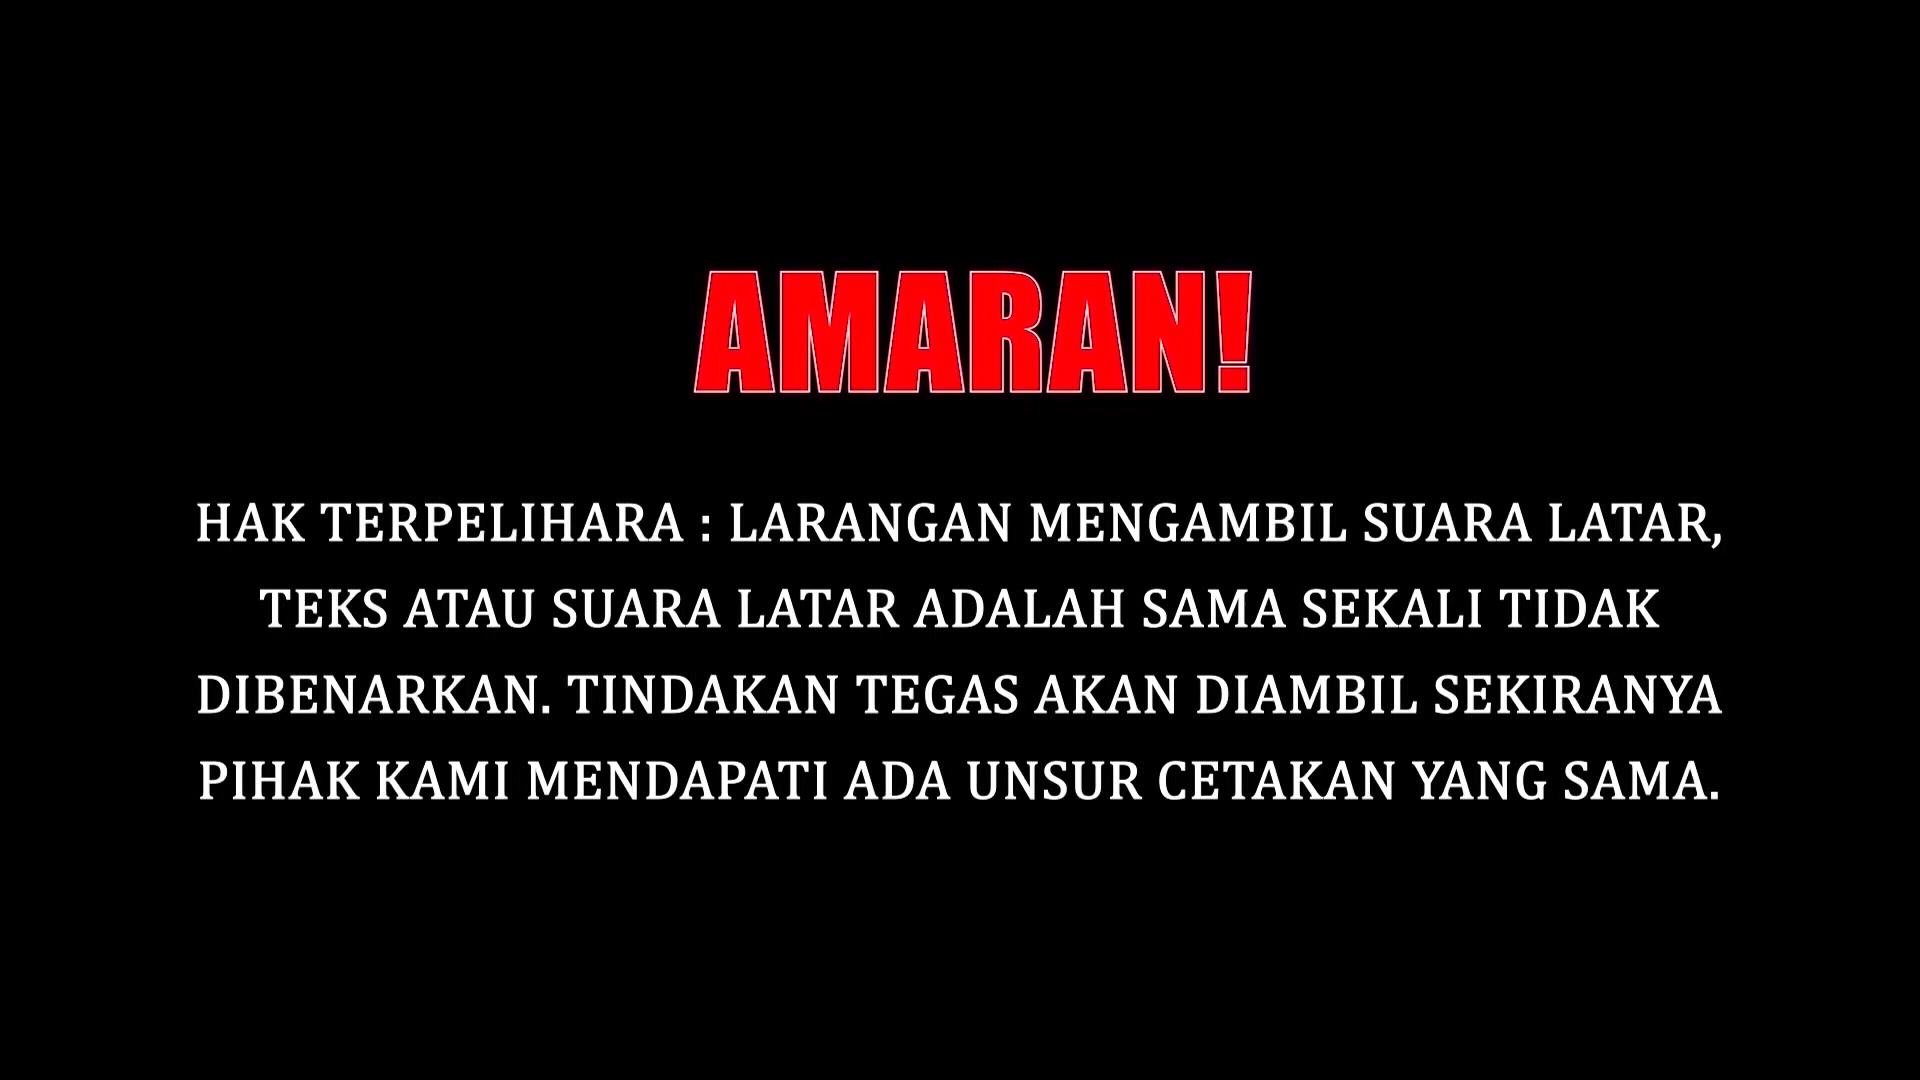 AMARAN!
HAK TERPELIHARA : LARANGAN MENGAMBIL SUARA LATAR,
TEKS ATAU SUARA LATAR ADALAH SAMA SEKALI TIDAK
DIBENARKAN. TINDAKAN TEGAS AKAN DIAMBIL SEKIRANYA
PIHAK KAMI MENDAPATI ADA UNSUR CETAKAN YANG SAMA.